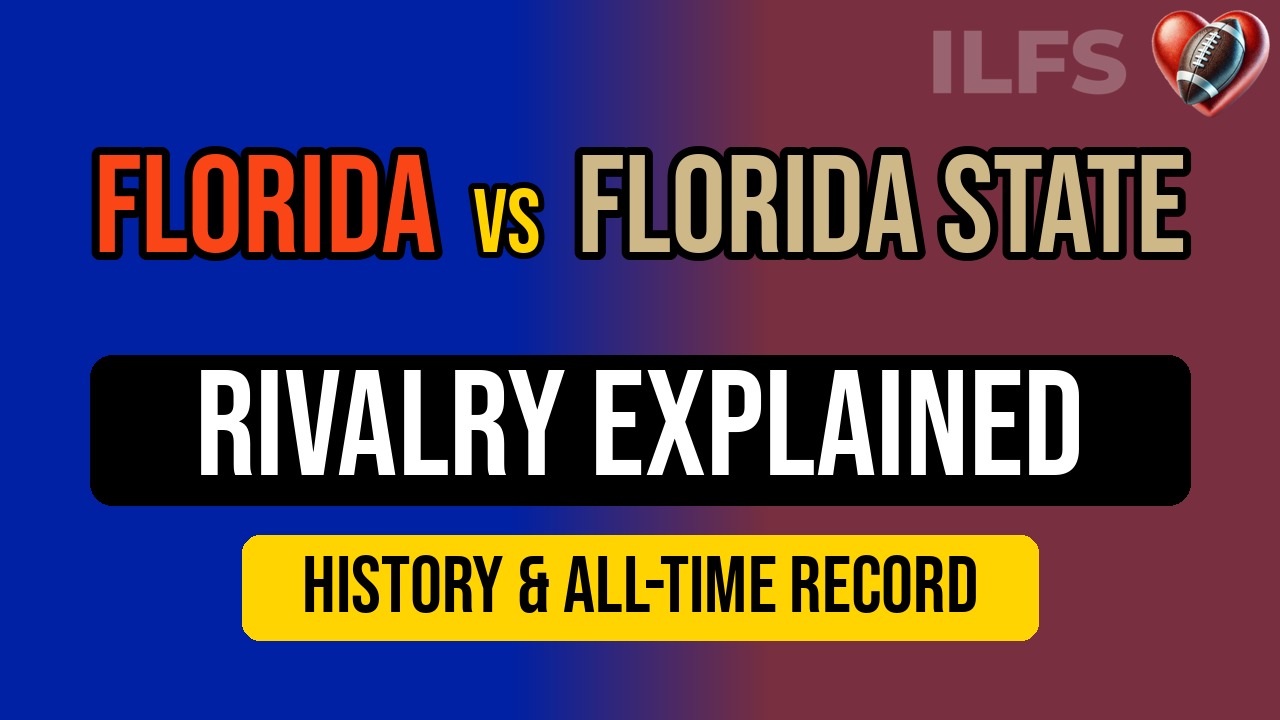 ILFS
FLORIDA VS FLORIDA STATE
RIVALRY EXPLAINED
HISTORY & ALL-TIME RECORD